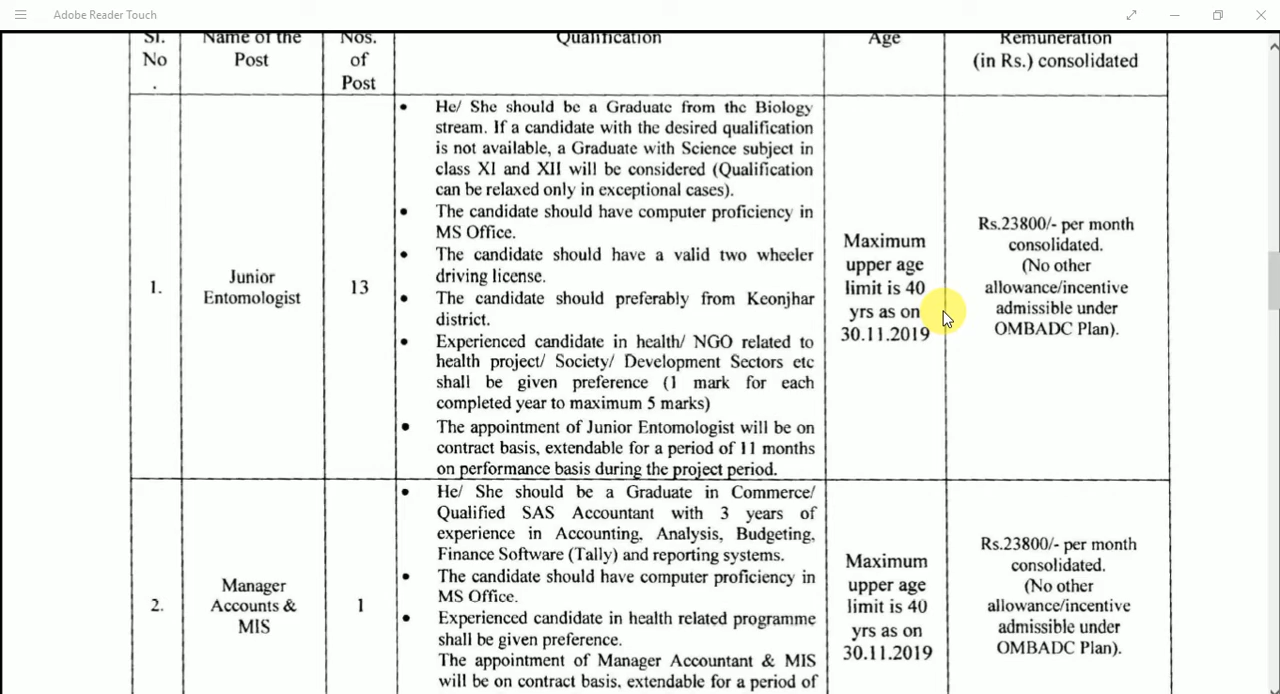 Adobe Reader Touch
Sl. No .
Name of the Post
Nos. of Post
Qualification
Age
Remuneration
(in Rs.) consolidated
1.
Junior
Entomologist
13
• He/ She should be a Graduate from the Biology
stream. If a candidate with the desired qualification
is not available, a Graduate with Science subject in
class XI and XII will be considered (Qualification
can be relaxed only in exceptional cases).
• The candidate should have computer proficiency in
MS Office.
• The candidate should have a valid two wheeler
driving license.
• The candidate should preferably from Keonjhar
district.
• Experienced candidate in health/ NGO related to
health project/ Society/ Development Sectors etc
shall be given preference (1 mark for each
completed year to maximum 5 marks)
• The appointment of Junior Entomologist will be on
contract basis, extendable for a period of 11 months
on performance basis during the project period.
Maximum
upper age
limit is 40
yrs as on
30.11.2019
Rs.23800/- per month
consolidated.
(No other
allowance/incentive
admissible under
OMBADC Plan).
2.
Manager
Accounts &
MIS
1
• He/ She should be a Graduate in Commerce/
Qualified SAS Accountant with 3 years of
experience in Accounting, Analysis, Budgeting,
Finance Software (Tally) and reporting systems.
• The candidate should have computer proficiency in
MS Office.
• Experienced candidate in health related programme
shall be given preference.
The appointment of Manager Accountant & MIS
will be on contract basis, extendable for a period of
Maximum
upper age
limit is 40
yrs as on
30.11.2019
Rs.23800/- per month
consolidated.
(No other
allowance/incentive
admissible under
OMBADC Plan).